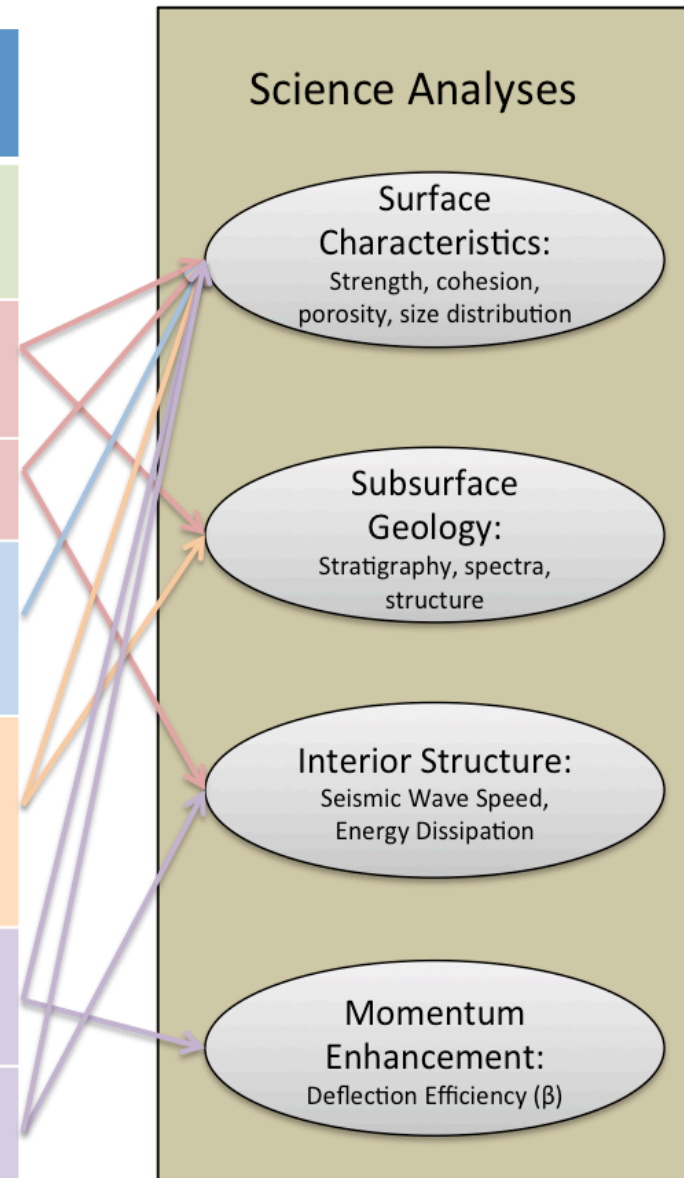 Science Analyses
Surface
Characteristics:
Strength, cohesion,
porosity, size distribution
Subsurface
Geology:
Stratigraphy, spectra,
structure
Interior Structure:
Seismic Wave Speed,
Energy Dissipation
Momentum
Enhancement:
Deflection Efficiency (β)